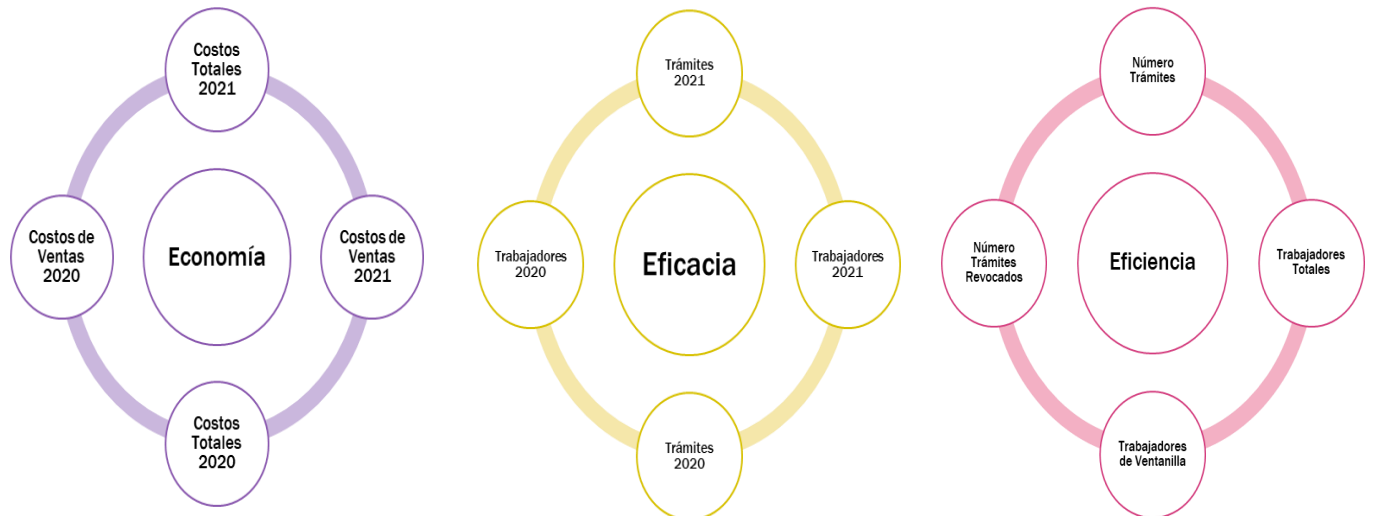 Costos
Totales
2021
Costos de
Ventas
2020
Economía
Costos de
Ventas
2021
Costos
Totales
2020
Trámites
2021
Trabajadores
2020
Eficacia
Trabajadores
2021
Trámites
2020
Número
Trámites
Número
Trámites
Revocados
Eficiencia
Trabajadores
Totales
Trabajadores
de Ventanilla